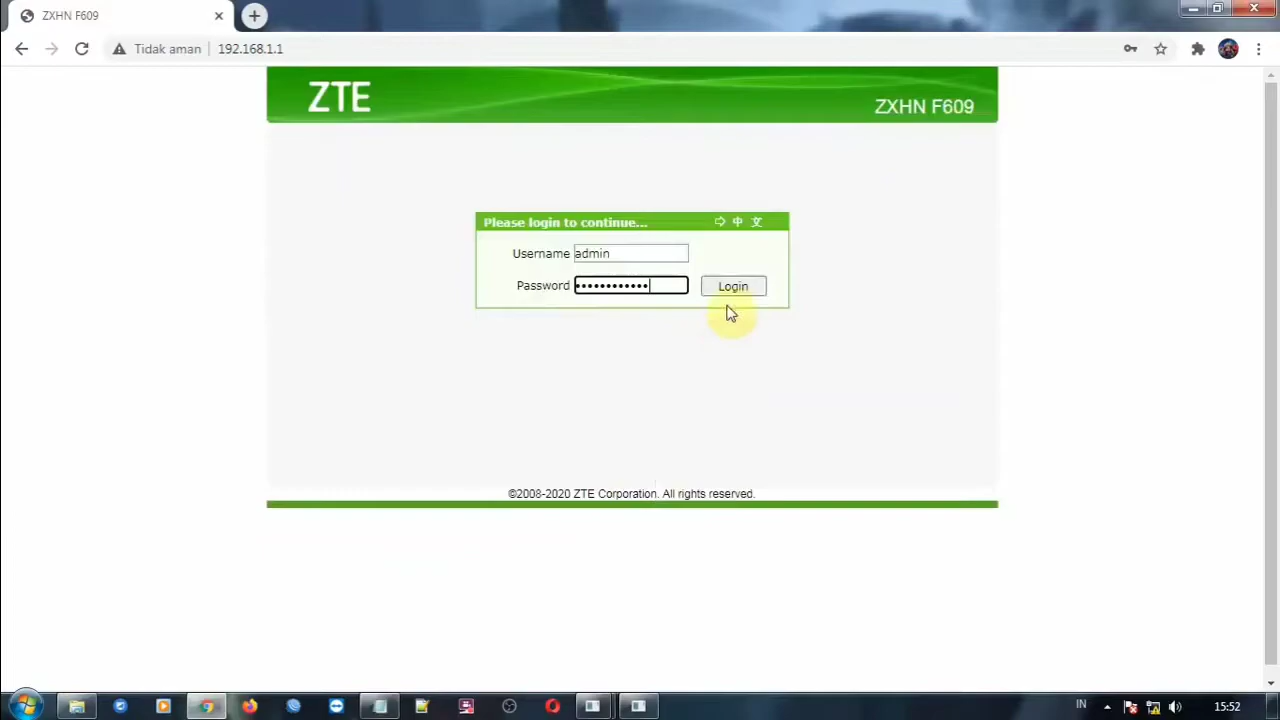 ZXHN F609
Tidak aman
192.168.1.1
ZTE
ZXHN F609
Please login to continue...
中 文
Username admin
Password ••••••••••••
Login
©2008-2020 ZTE Corporation. All rights reserved.
IN
15:52